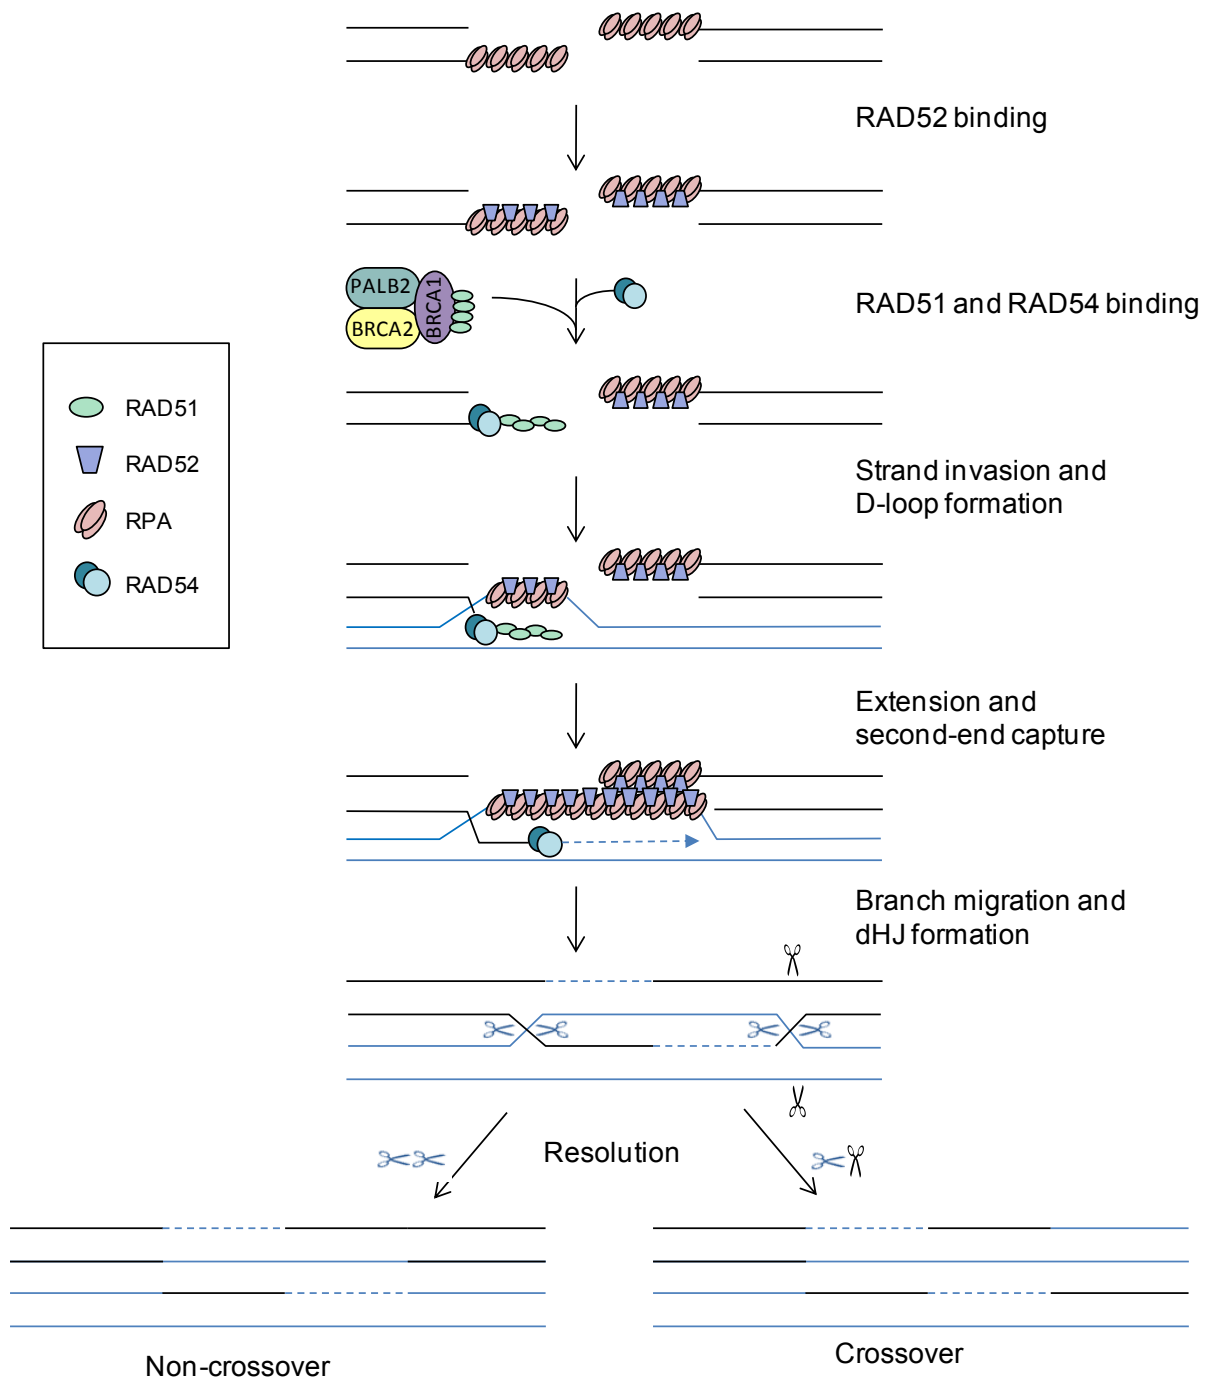 RAD52 binding
PALB2
BRCA1
BRCA2
RAD51 and RAD54 binding
RAD51
RAD52
RPA
RAD54
Strand invasion and
D-loop formation
Extension and
second-end capture
Branch migration and
dHJ formation
Resolution
Non-crossover
Crossover